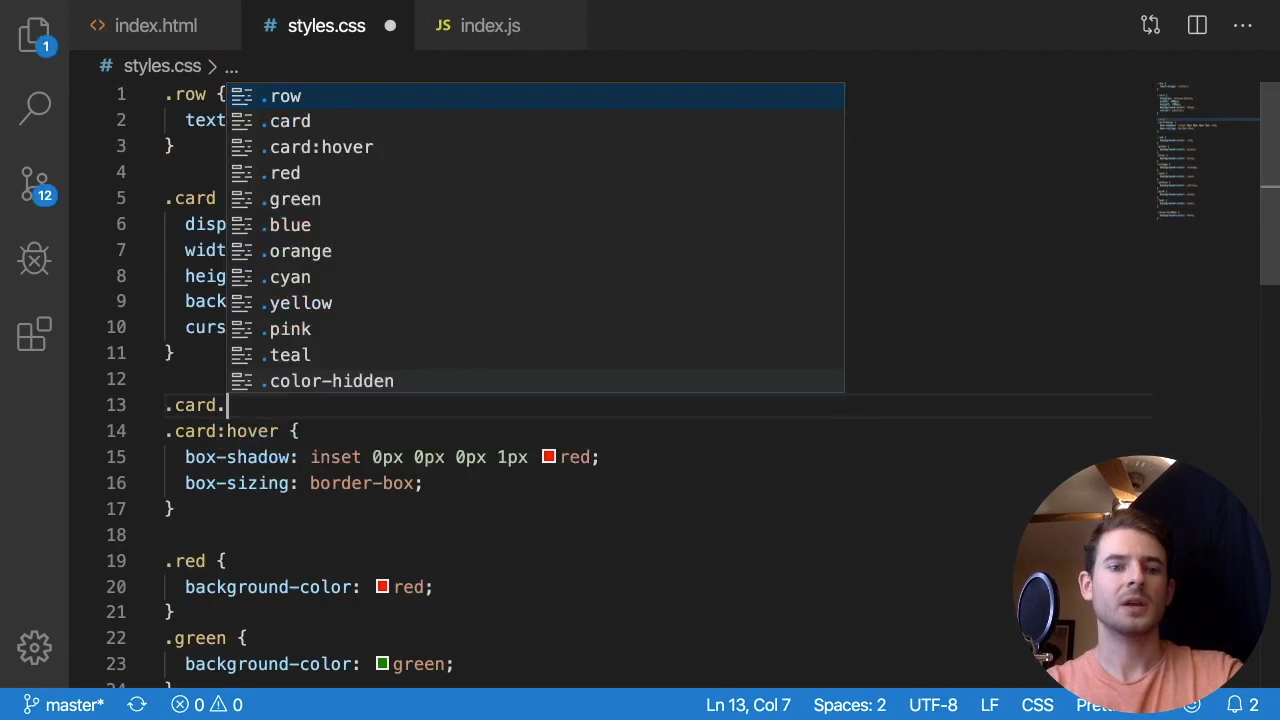 index.html
styles.css
JS index.js
1
styles.css > ...
1 .row {
2 text
3 }
4
5 .card
6 disp
7 widt
8 heig
9 back
10 curs
11 }
12
13 .card.
14 .card:hover {
15 box-shadow: inset 0px 0px 0px 1px red;
16 box-sizing: border-box;
17 }
18
19 .red {
20 background-color: red;
21 }
22 .green {
23 background-color: green;
.row
.card
.card:hover
.red
.green
.blue
.orange
.cyan
.yellow
.pink
.teal
.color-hidden
12
master* 0 0 Ln 13, Col 7 Spaces: 2 UTF-8 LF CSS 2